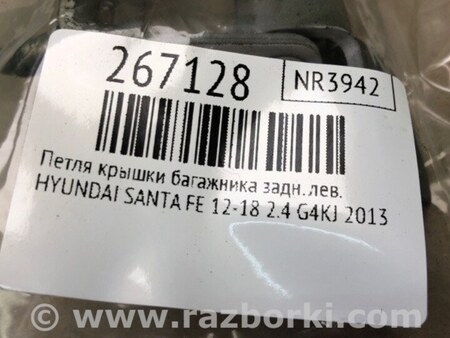 267128
NR3942
Петля крышки багажника задн.лев.
HYUNDAI SANTA FE 12-18 2.4 G4KJ 2013
© www.razborki.com